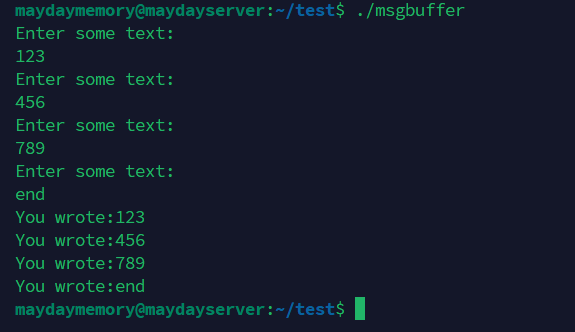 maydaymemory@maydayserver:~/test$ ./msgbuffer
Enter some text:
123
Enter some text:
456
Enter some text:
789
Enter some text:
end
You wrote:123
You wrote:456
You wrote:789
You wrote:end
maydaymemory@maydayserver:~/test$